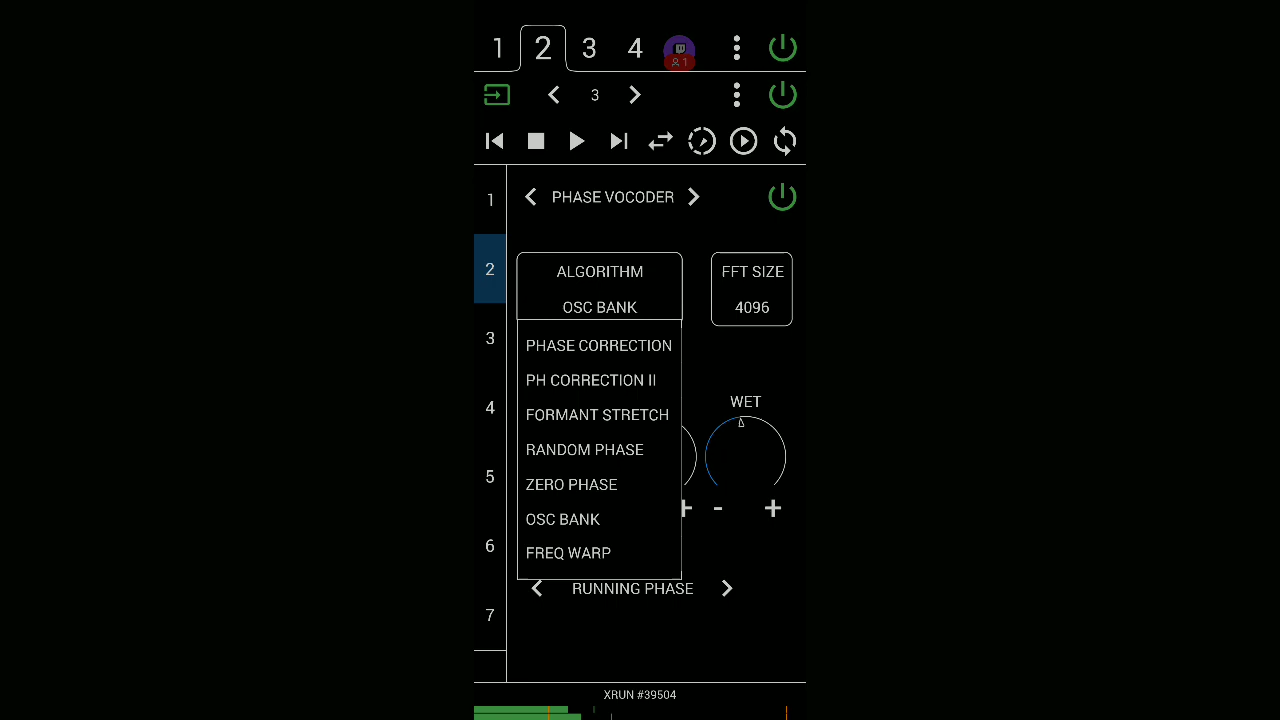 1 2 3 4
1
3
PHASE VOCODER
1
2
3
4
5
6
7
ALGORITHM
OSC BANK
FFT SIZE
4096
PHASE CORRECTION
PH CORRECTION II
FORMANT STRETCH
RANDOM PHASE
ZERO PHASE
OSC BANK
FREQ WARP
WET
+ - +
RUNNING PHASE
XRUN #39504